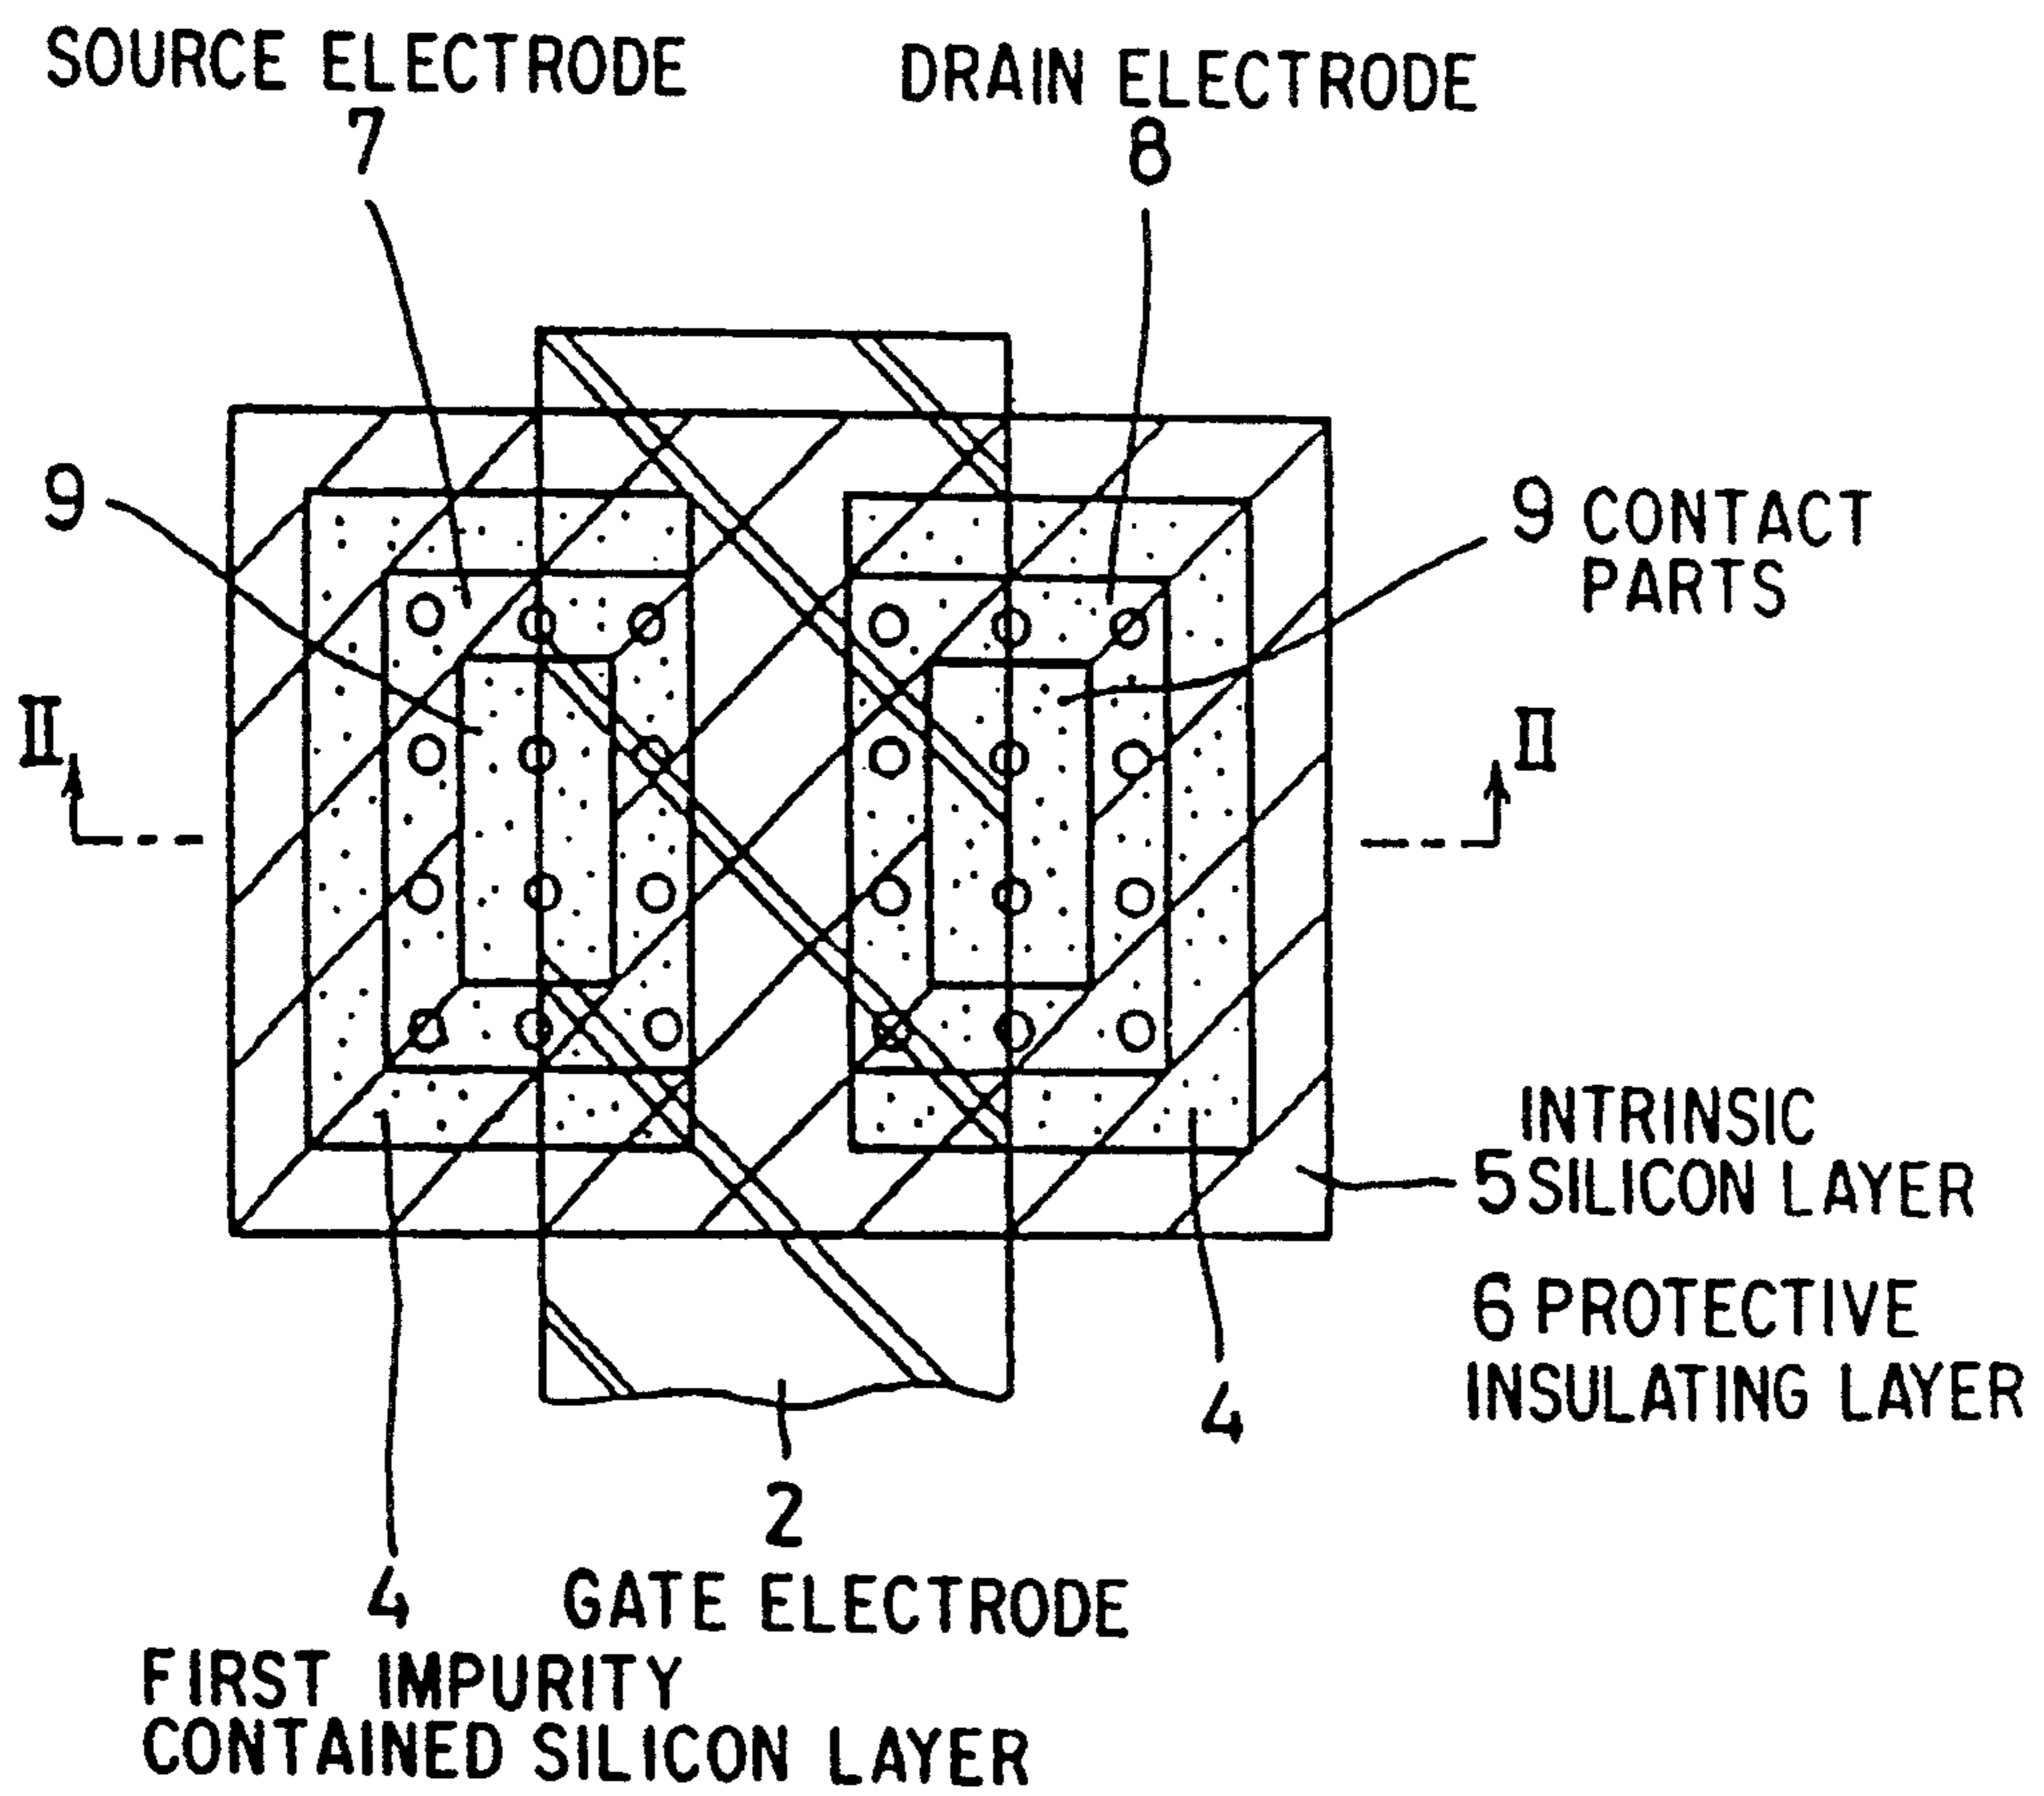 SOURCE ELECTRODE
7
DRAIN ELECTRODE
8
9
9 CONTACT
PARTS
II
II
INTRINSIC
5 SILICON LAYER
6 PROTECTIVE
INSULATING LAYER
4
2
GATE ELECTRODE
4
FIRST IMPURITY
CONTAINED SILICON LAYER